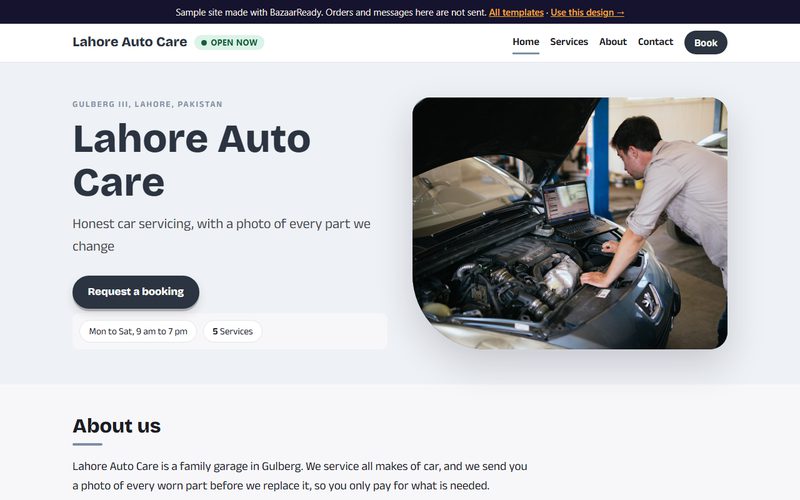 Sample site made with BazaarReady. Orders and messages here are not sent. All templates · Use this design →
Lahore Auto Care
OPEN NOW
Home
Services
About
Contact
Book
GULBERG III, LAHORE, PAKISTAN
Lahore Auto
Care
Honest car servicing, with a photo of every part we
change
Request a booking
Mon to Sat, 9 am to 7 pm
5 Services
About us
Lahore Auto Care is a family garage in Gulberg. We service all makes of car, and we send you
a photo of every worn part before we replace it, so you only pay for what is needed.